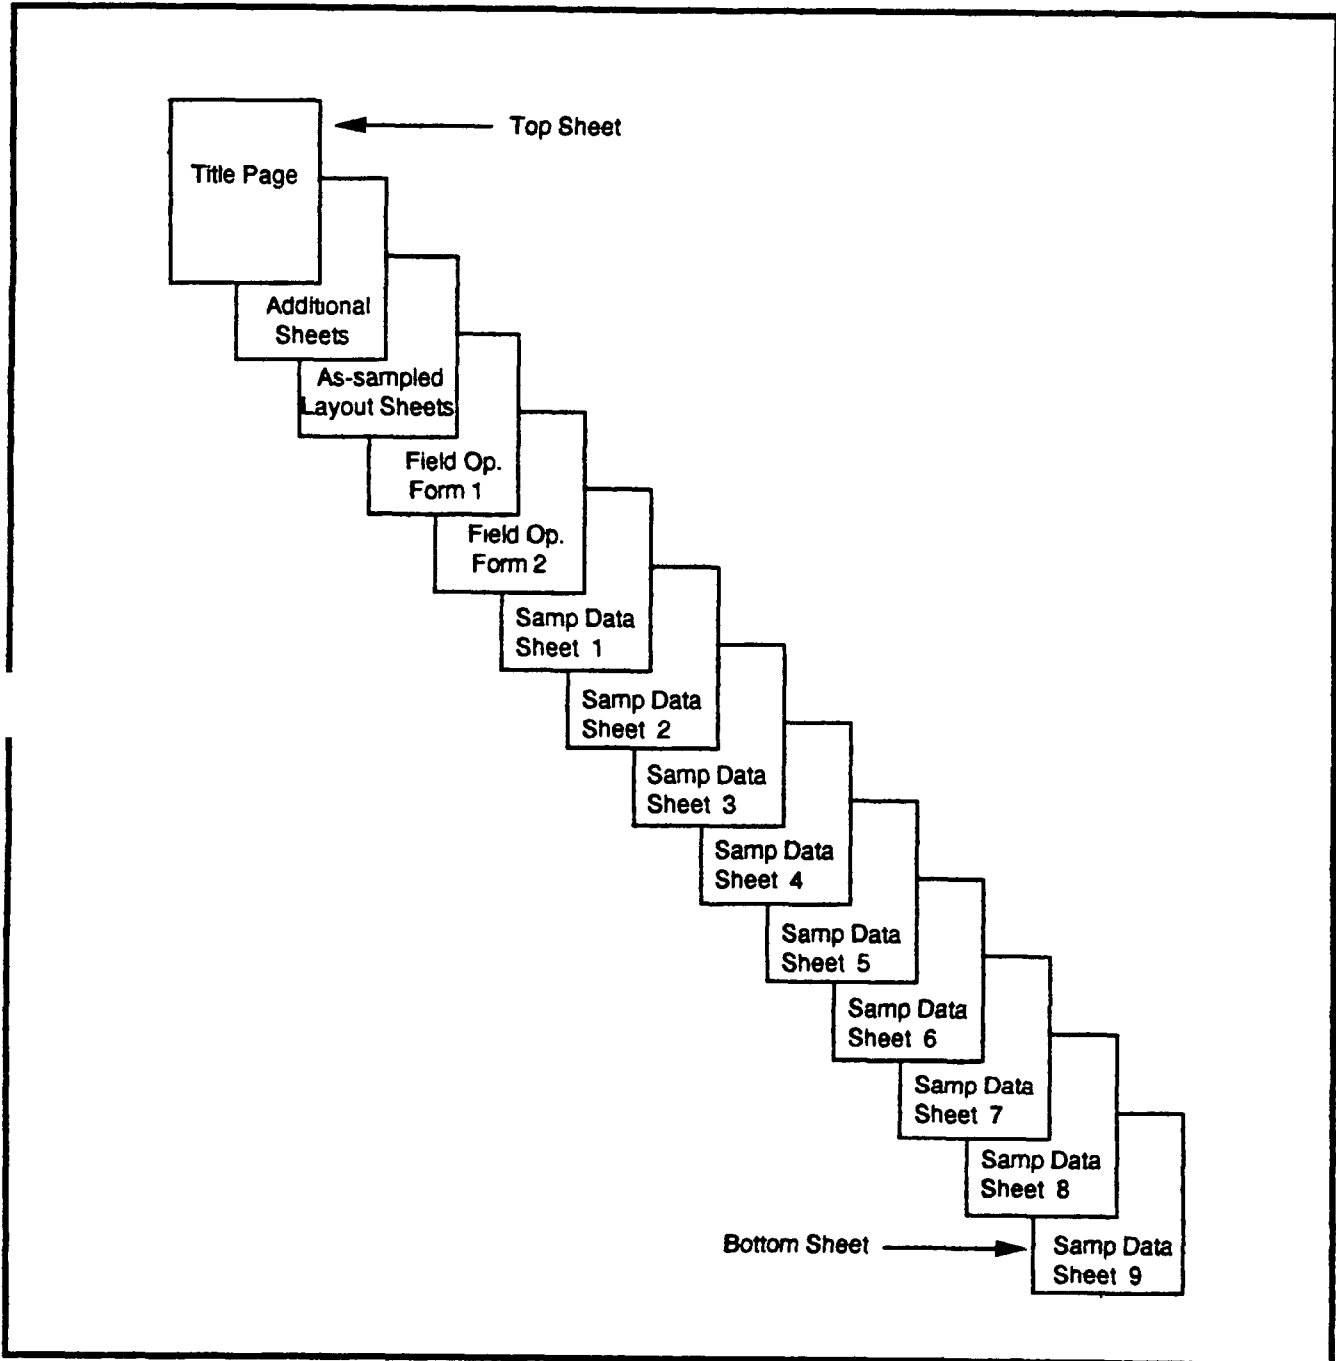 Top Sheet
Title Page
Additional
Sheets
As-sampled
Layout Sheets
Field Op.
Form 1
Field Op.
Form 2
Samp Data
Sheet 1
Samp Data
Sheet 2
Samp Data
Sheet 3
Samp Data
Sheet 4
Samp Data
Sheet 5
Samp Data
Sheet 6
Samp Data
Sheet 7
Samp Data
Sheet 8
Bottom Sheet
Samp Data
Sheet 9